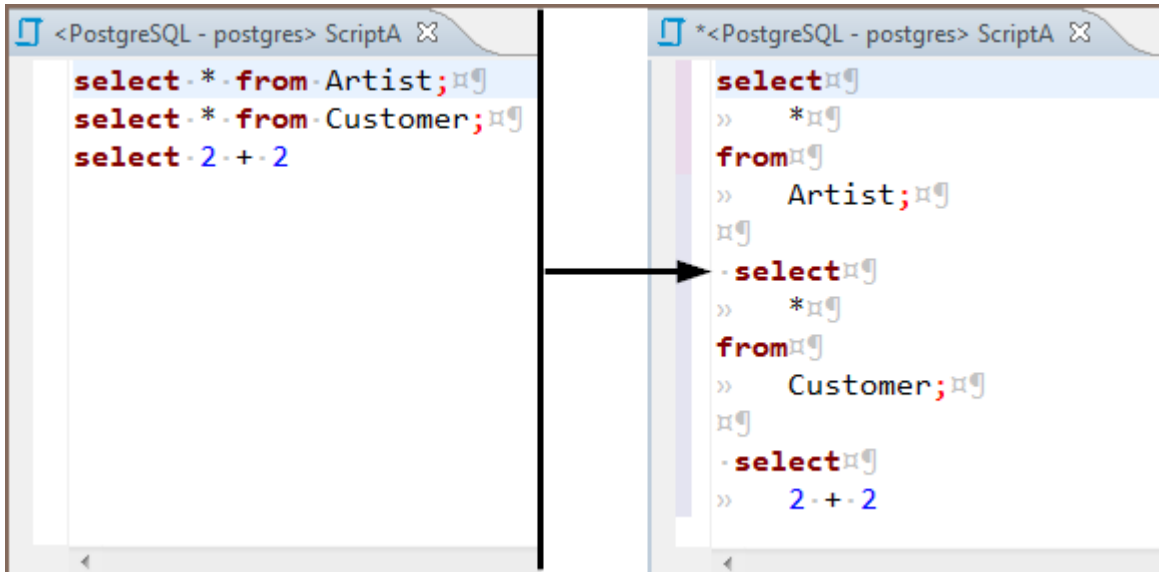 <PostgreSQL - postgres> ScriptA
select·*·from·Artist;¤¶
select·*·from·Customer;¤¶
select·2·+·2
*<PostgreSQL - postgres> ScriptA
select¤¶
»	*¤¶
from¤¶
»	Artist;¤¶
¤¶
·select¤¶
»	*¤¶
from¤¶
»	Customer;¤¶
¤¶
·select¤¶
»	2·+·2